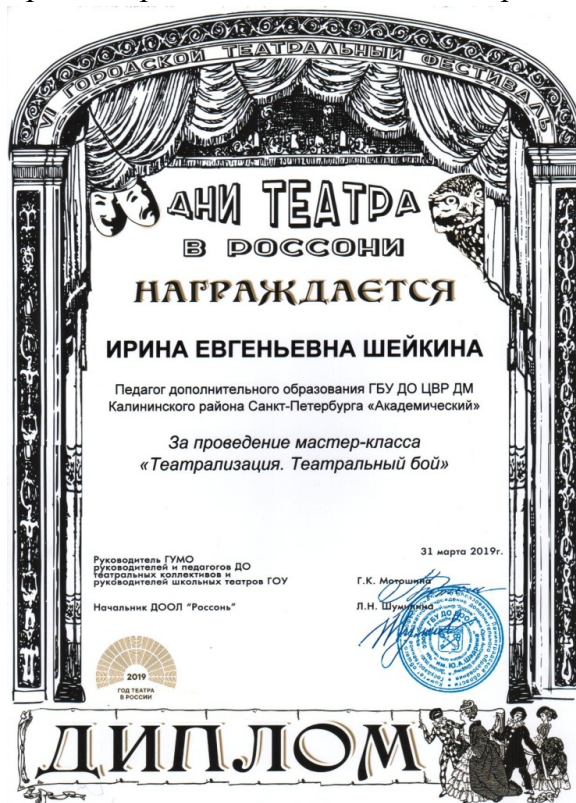 VI ГОРОДСКОЙ ТЕАТРАЛЬНЫЙ ФЕСТИВАЛЬ
ДНИ ТЕАТРА
В РОССОНИ
НАГРАЖДАЕТСЯ
ИРИНА ЕВГЕНЬЕВНА ШЕЙКИНА
Педагог дополнительного образования ГБУ ДО ЦВР ДМ
Калининского района Санкт-Петербурга «Академический»
За проведение мастер-класса
«Театрализация. Театральный бой»
31 марта 2019г.
Руководитель ГУМО
руководителей и педагогов ДО
театральных коллективов и
руководителей школьных театров ГОУ
Г.К. Мотошина
Начальник ДООЛ "Россонь"
Л.Н. Шумилина
2019
ГОД ТЕАТРА
В РОССИИ
ДИПЛОМ